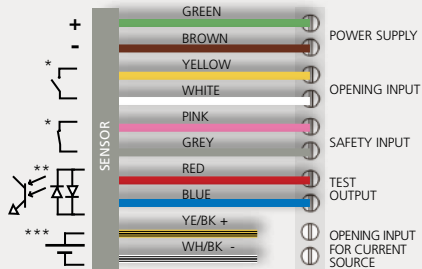 GREEN
+
-
BROWN
POWER SUPPLY
YELLOW
*
WHITE
OPENING INPUT
PINK
*
GREY
SAFETY INPUT
SENSOR
RED
**
BLUE
TEST
OUTPUT
YE/BK +
***
WH/BK -
OPENING INPUT
FOR CURRENT
SOURCE